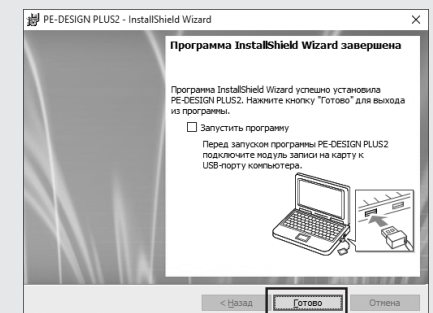 PE-DESIGN PLUS2 - InstallShield Wizard
Программа InstallShield Wizard завершена
Программа InstallShield Wizard успешно установила
PE-DESIGN PLUS2. Нажмите кнопку "Готово" для выхода
из программы.
Запустить программу
Перед запуском программы PE-DESIGN PLUS2
подключите модуль записи на карту к
USB-порту компьютера.
< Назад
Готово
Отмена